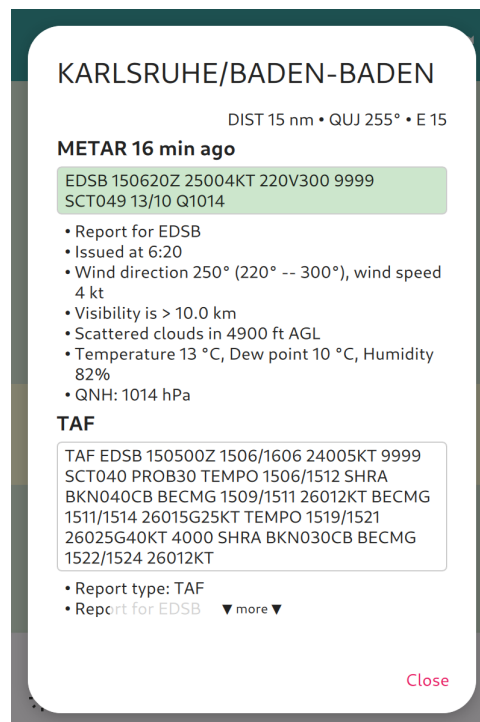 KARLSRUHE/BADEN-BADEN
DIST 15 nm • QUJ 255° • E 15
METAR 16 min ago
EDSB 150620Z 25004KT 220V300 9999
SCT049 13/10 Q1014
• Report for EDSB
• Issued at 6:20
• Wind direction 250° (220° -- 300°), wind speed
4 kt
• Visibility is > 10.0 km
• Scattered clouds in 4900 ft AGL
• Temperature 13 °C, Dew point 10 °C, Humidity
82%
• QNH: 1014 hPa
TAF
TAF EDSB 150500Z 1506/1606 24005KT 9999
SCT040 PROB30 TEMPO 1506/1512 SHRA
BKN040CB BECMG 1509/1511 26012KT BECMG
1511/1514 26015G25KT TEMPO 1519/1521
26025G40KT 4000 SHRA BKN030CB BECMG
1522/1524 26012KT
• Report type: TAF
• Report for EDSB ▼ more ▼
Close